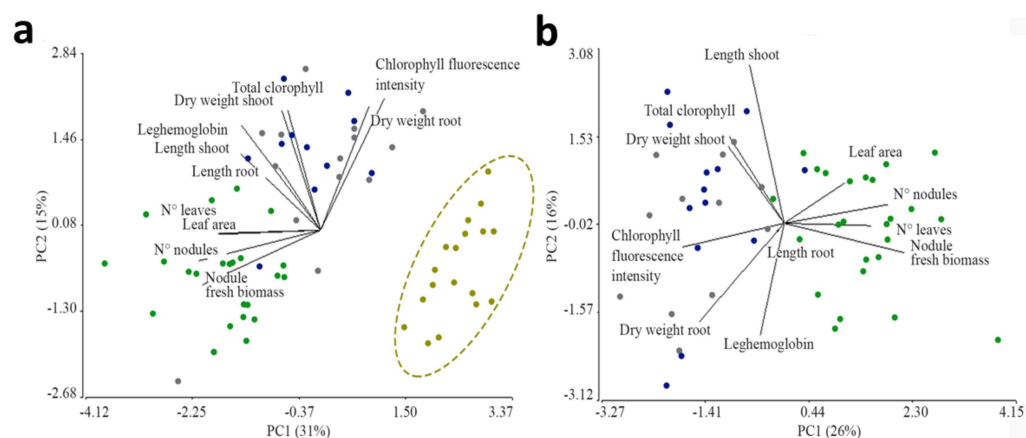 a
2.84
1.46
0.08
-1.30
-2.68
PC2 (15%)
-4.12
-2.25
-0.37
1.50
3.37
PC1 (31%)
Chlorophyll fluorescence
intensity
Total clorophyll
Dry weight shoot
Dry weight root
Leghemoglobin
Length shoot
Length root
N° leaves
Leaf area
N° nodules
Nodule
fresh biomass
b
3.08
1.53
-0.02
-1.57
-3.12
PC2 (16%)
-3.27
-1.41
0.44
2.30
4.15
PC1 (26%)
Length shoot
Total clorophyll
Dry weight shoot
Leaf area
N° nodules
N° leaves
Nodule
fresh biomass
Chlorophyll
fluorescence
intensity
Length root
Dry weight root
Leghemoglobin